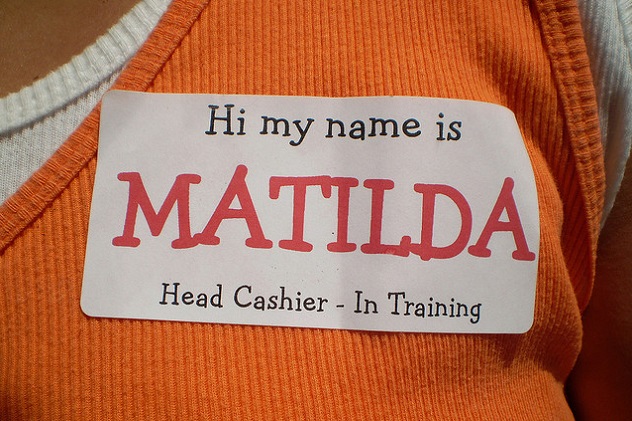 Hi my name is
MATILDA
Head Cashier - In Training